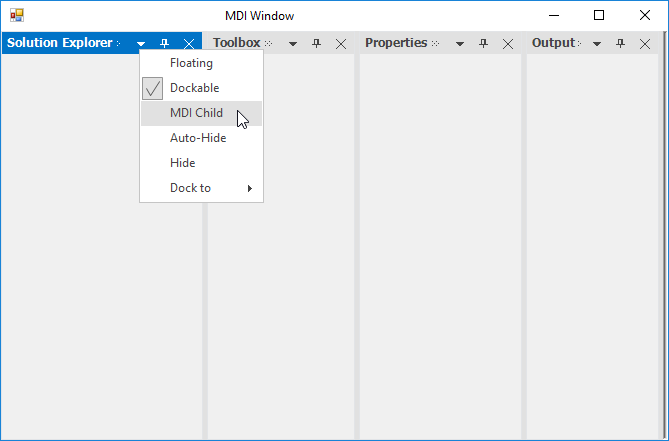 MDI Window
Solution Explorer
Toolbox
Properties
Output
Floating
Dockable
MDI Child
Auto-Hide
Hide
Dock to